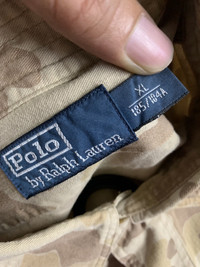 Polo
by Ralph Lauren
XL
185/104A